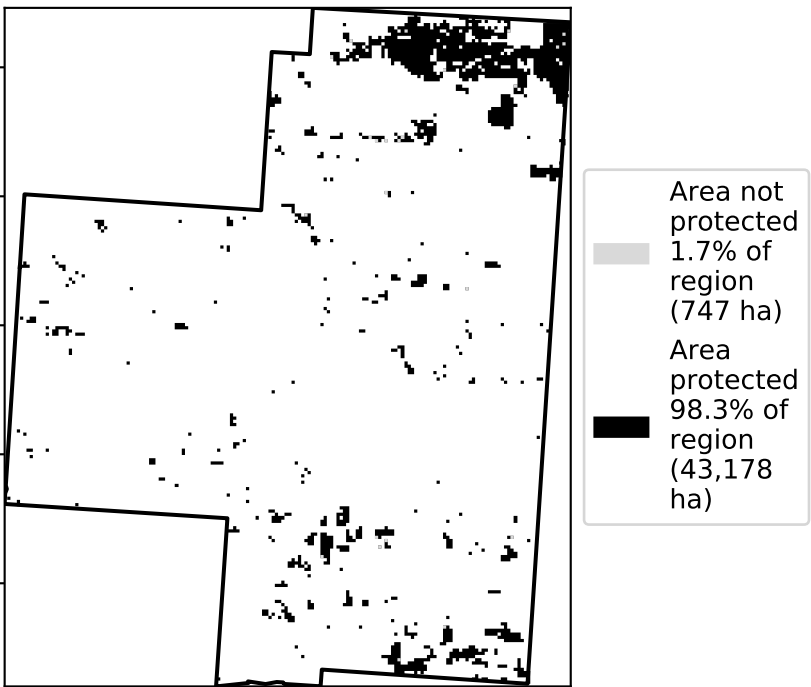 Area not
protected
1.7% of
region
(747 ha)
Area
protected
98.3% of
region
(43,178
ha)